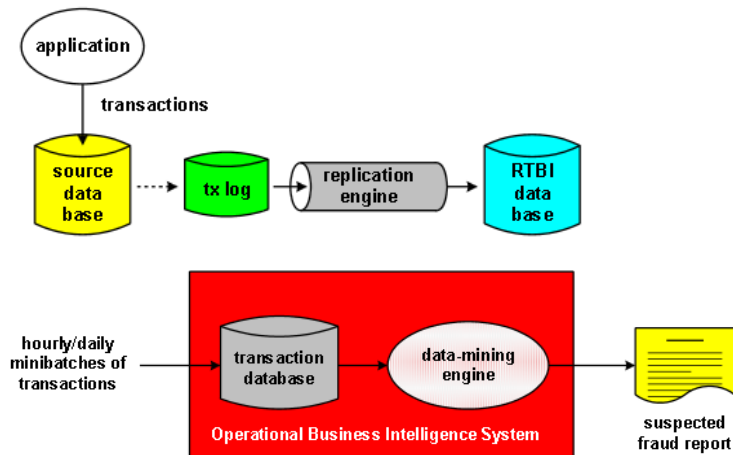 application
transactions
source
data
base
tx log
replication
engine
RTBI
data
base
hourly/daily
minibatches of
transactions
transaction
database
data-mining
engine
Operational Business Intelligence System
suspected
fraud report